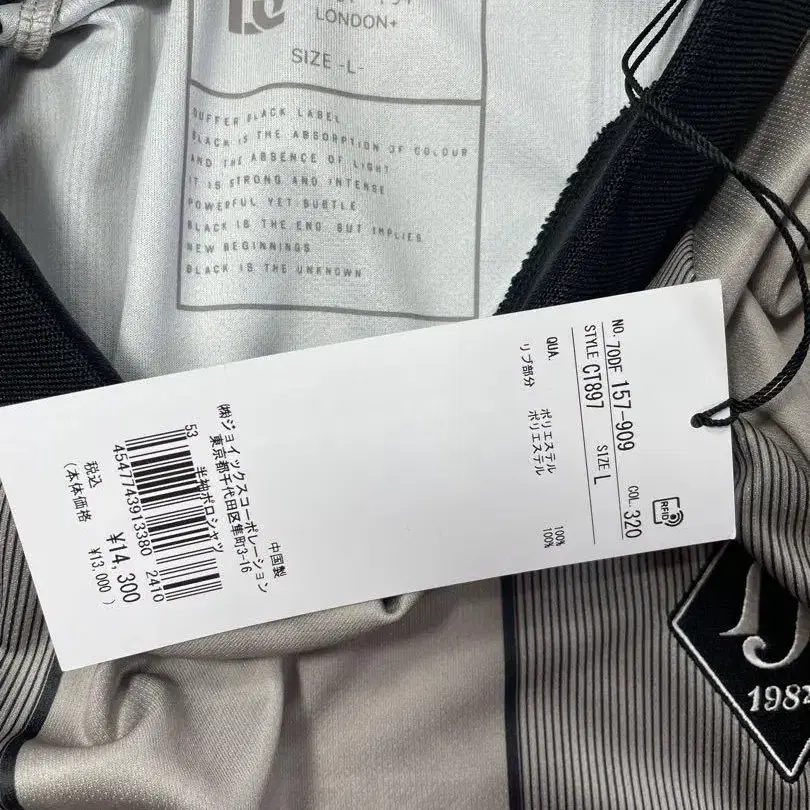 LONDON+
SIZE -L-
DUFFER BLACK LABEL
BLACK IS THE ABSORPTION OF COLOUR
AND THE ABSENCE OF LIGHT
IT IS STRONG AND INTENSE
POWERFUL YET SUBTLE
BLACK IS THE END, BUT IMPLIES
NEW BEGINNINGS
BLACK IS THE UNKNOWN
NO. 70DF 157-909 COL. 320
STYLE CT897 SIZE L
RFID
QUA. ポリエステル 100%
リブ部分 ポリエステル 100%
中国製
㈱ジョイックスコーポレーション
東京都千代田区隼町3-16
半袖ポロシャツ
53
4547743913380 2410
税込 ¥14,300
(本体価格 ¥13,000)
1984